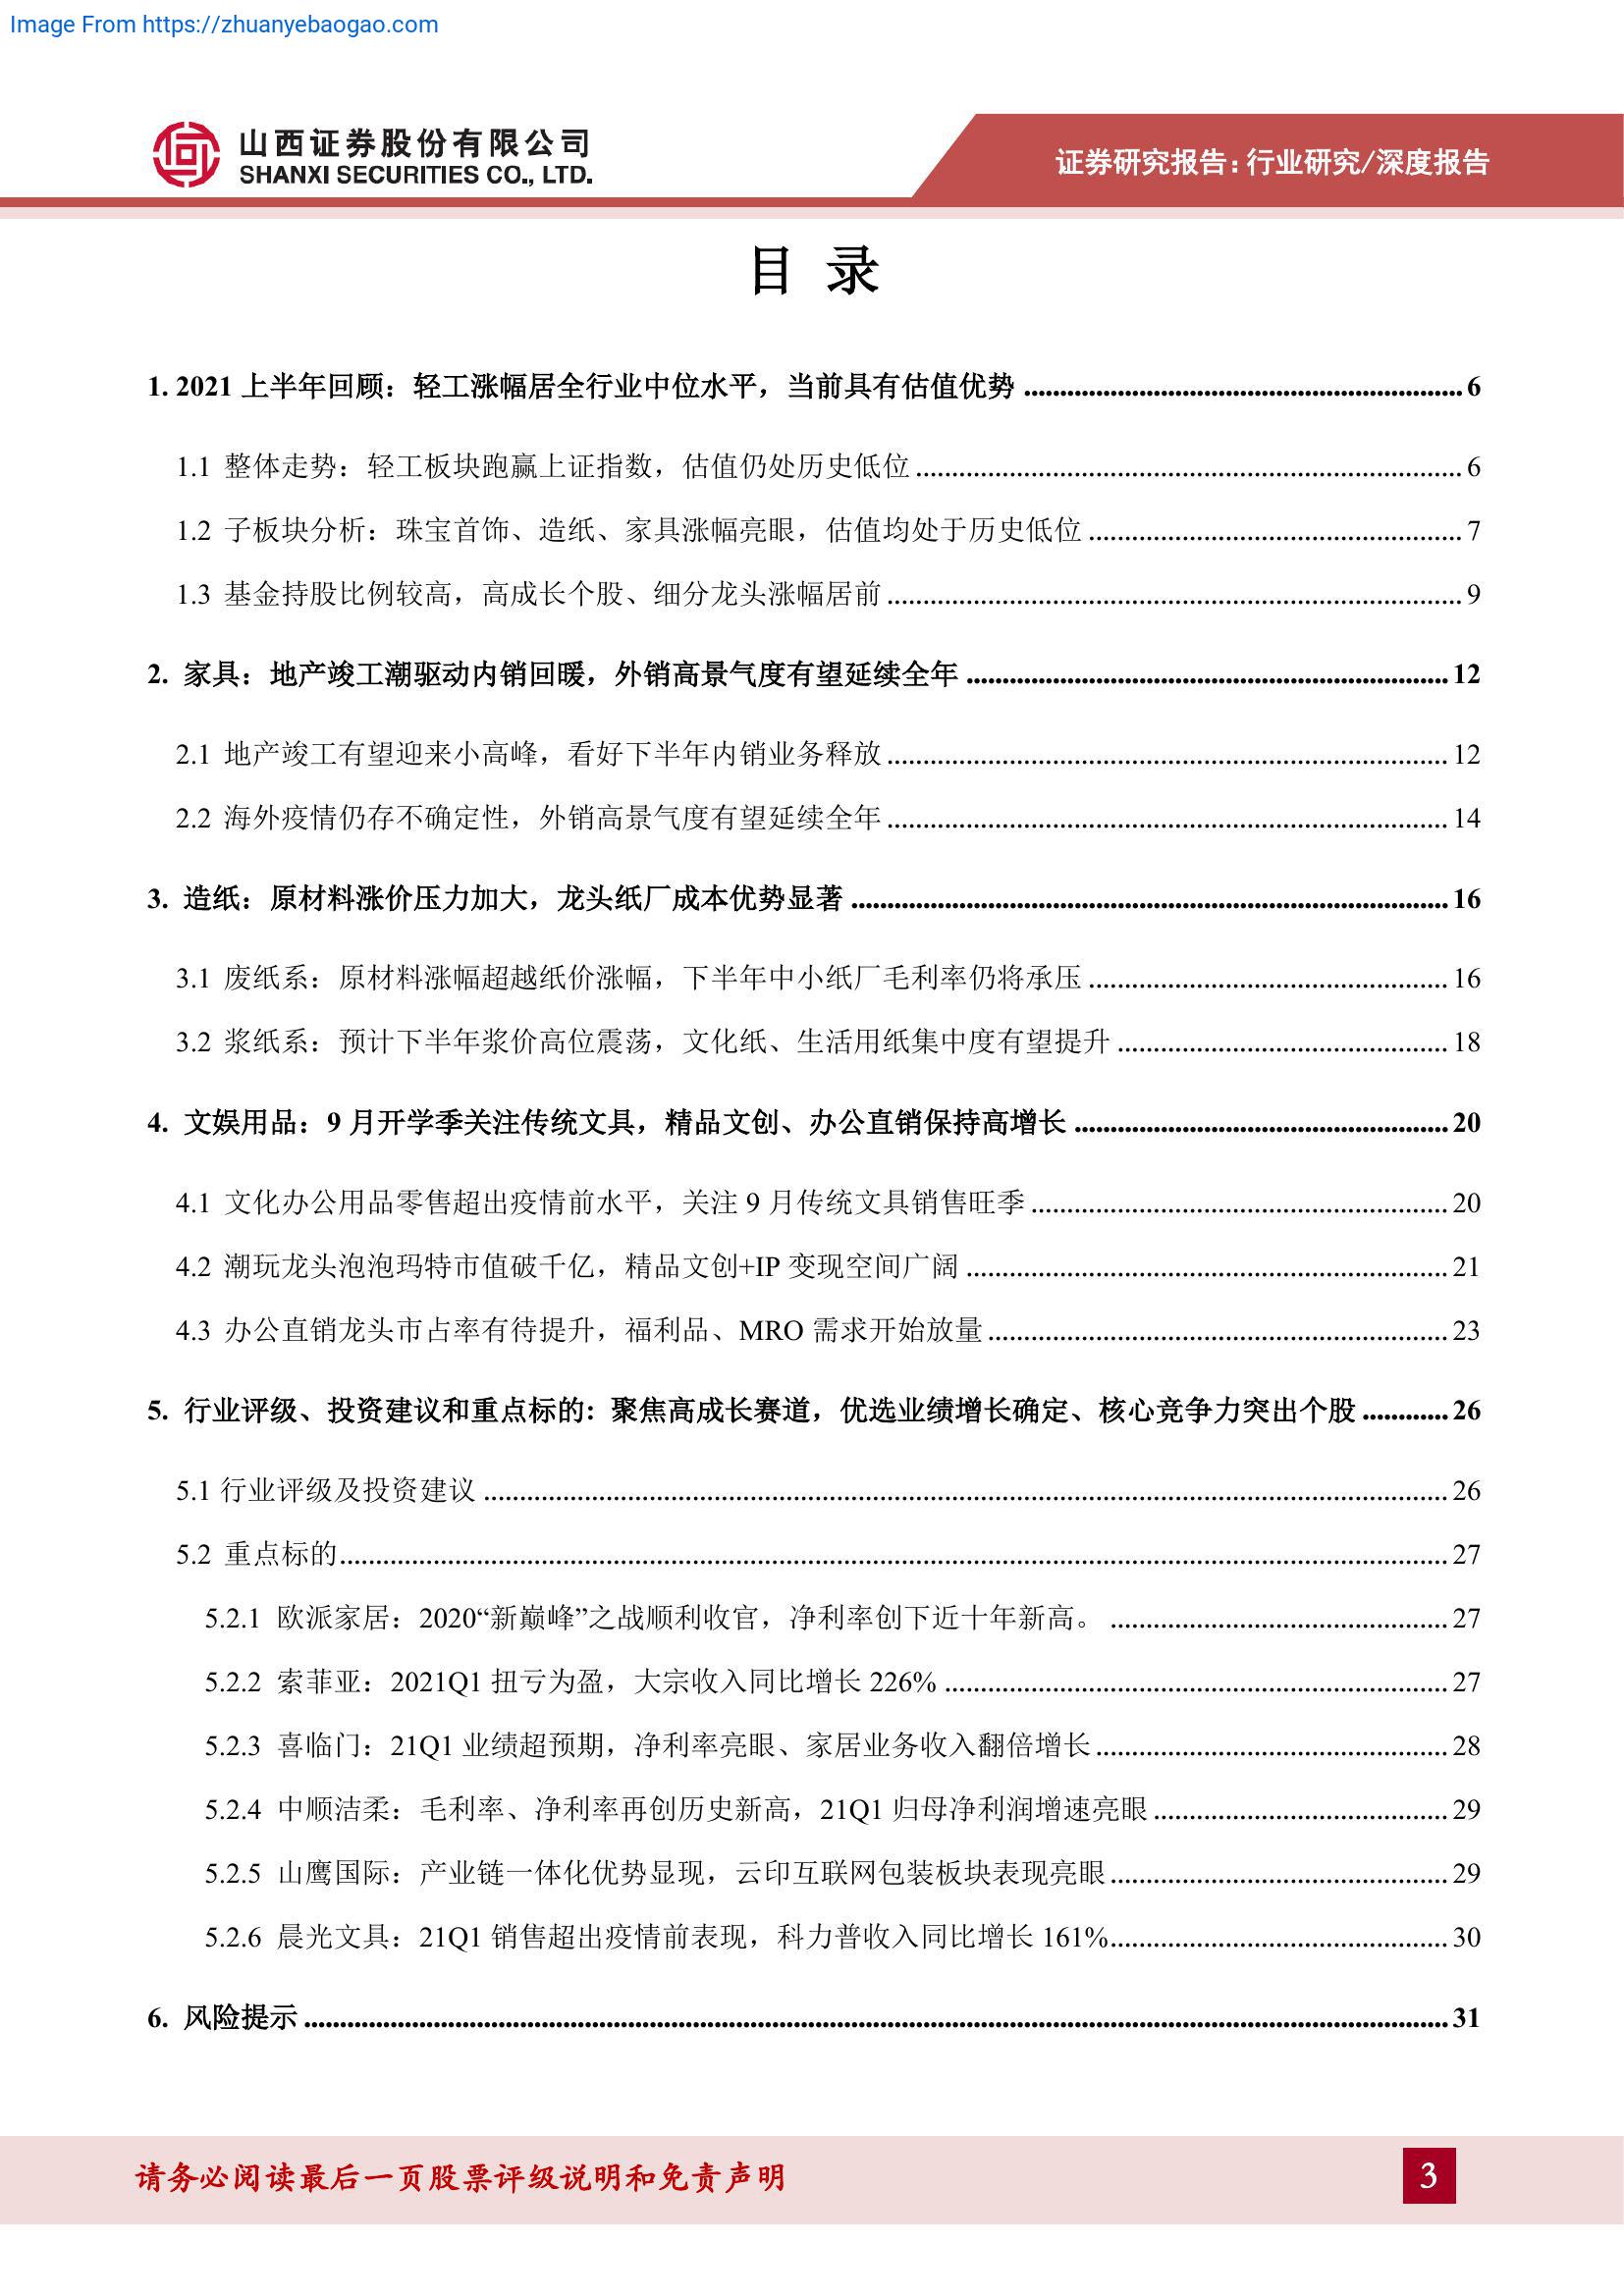 Image From https://zhuanyebaogao.com
山西证券股份有限公司
SHANXI SECURITIES CO., LTD.
证券研究报告：行业研究/深度报告
目 录
1. 2021 上半年回顾：轻工涨幅居全行业中位水平，当前具有估值优势 ........ 6
1.1 整体走势：轻工板块跑赢上证指数，估值仍处历史低位 ........ 6
1.2 子板块分析：珠宝首饰、造纸、家具涨幅亮眼，估值均处于历史低位 ........ 7
1.3 基金持股比例较高，高成长个股、细分龙头涨幅居前 ........ 9
2. 家具：地产竣工潮驱动内销回暖，外销高景气度有望延续全年 ........ 12
2.1 地产竣工有望迎来小高峰，看好下半年内销业务释放 ........ 12
2.2 海外疫情仍存不确定性，外销高景气度有望延续全年 ........ 14
3. 造纸：原材料涨价压力加大，龙头纸厂成本优势显著 ........ 16
3.1 废纸系：原材料涨幅超越纸价涨幅，下半年中小纸厂毛利率仍将承压 ........ 16
3.2 浆纸系：预计下半年浆价高位震荡，文化纸、生活用纸集中度有望提升 ........ 18
4. 文娱用品：9 月开学季关注传统文具，精品文创、办公直销保持高增长 ........ 20
4.1 文化办公用品零售超出疫情前水平，关注 9 月传统文具销售旺季 ........ 20
4.2 潮玩龙头泡泡玛特市值破千亿，精品文创+IP 变现空间广阔 ........ 21
4.3 办公直销龙头市占率有待提升，福利品、MRO 需求开始放量 ........ 23
5. 行业评级、投资建议和重点标的：聚焦高成长赛道，优选业绩增长确定、核心竞争力突出个股 ........ 26
5.1 行业评级及投资建议 ........ 26
5.2 重点标的 ........ 27
5.2.1 欧派家居：2020“新巅峰”之战顺利收官，净利率创下近十年新高。 ........ 27
5.2.2 索菲亚：2021Q1 扭亏为盈，大宗收入同比增长 226% ........ 27
5.2.3 喜临门：21Q1 业绩超预期，净利率亮眼、家居业务收入翻倍增长 ........ 28
5.2.4 中顺洁柔：毛利率、净利率再创历史新高，21Q1 归母净利润增速亮眼 ........ 29
5.2.5 山鹰国际：产业链一体化优势显现，云印互联网包装板块表现亮眼 ........ 29
5.2.6 晨光文具：21Q1 销售超出疫情前表现，科力普收入同比增长 161% ........ 30
6. 风险提示 ........ 31
请务必阅读最后一页股票评级说明和免责声明
3